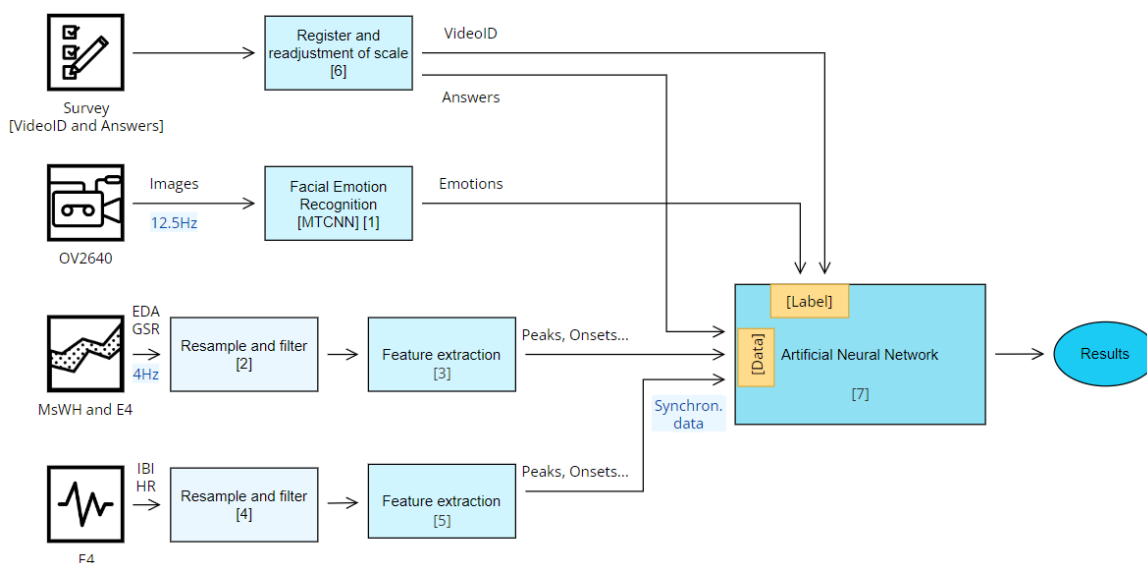 Survey
[VideoID and Answers]
Register and
readjustment of scale
[6]
VideoID
Answers
OV2640
Images
12.5Hz
Facial Emotion
Recognition
[MTCNN] [1]
Emotions
MsWH and E4
EDA
GSR
4Hz
Resample and filter
[2]
Feature extraction
[3]
Peaks, Onsets...
E4
IBI
HR
Resample and filter
[4]
Feature extraction
[5]
Peaks, Onsets...
Synchron.
data
[Label]
[Data]
Artificial Neural Network
[7]
Results